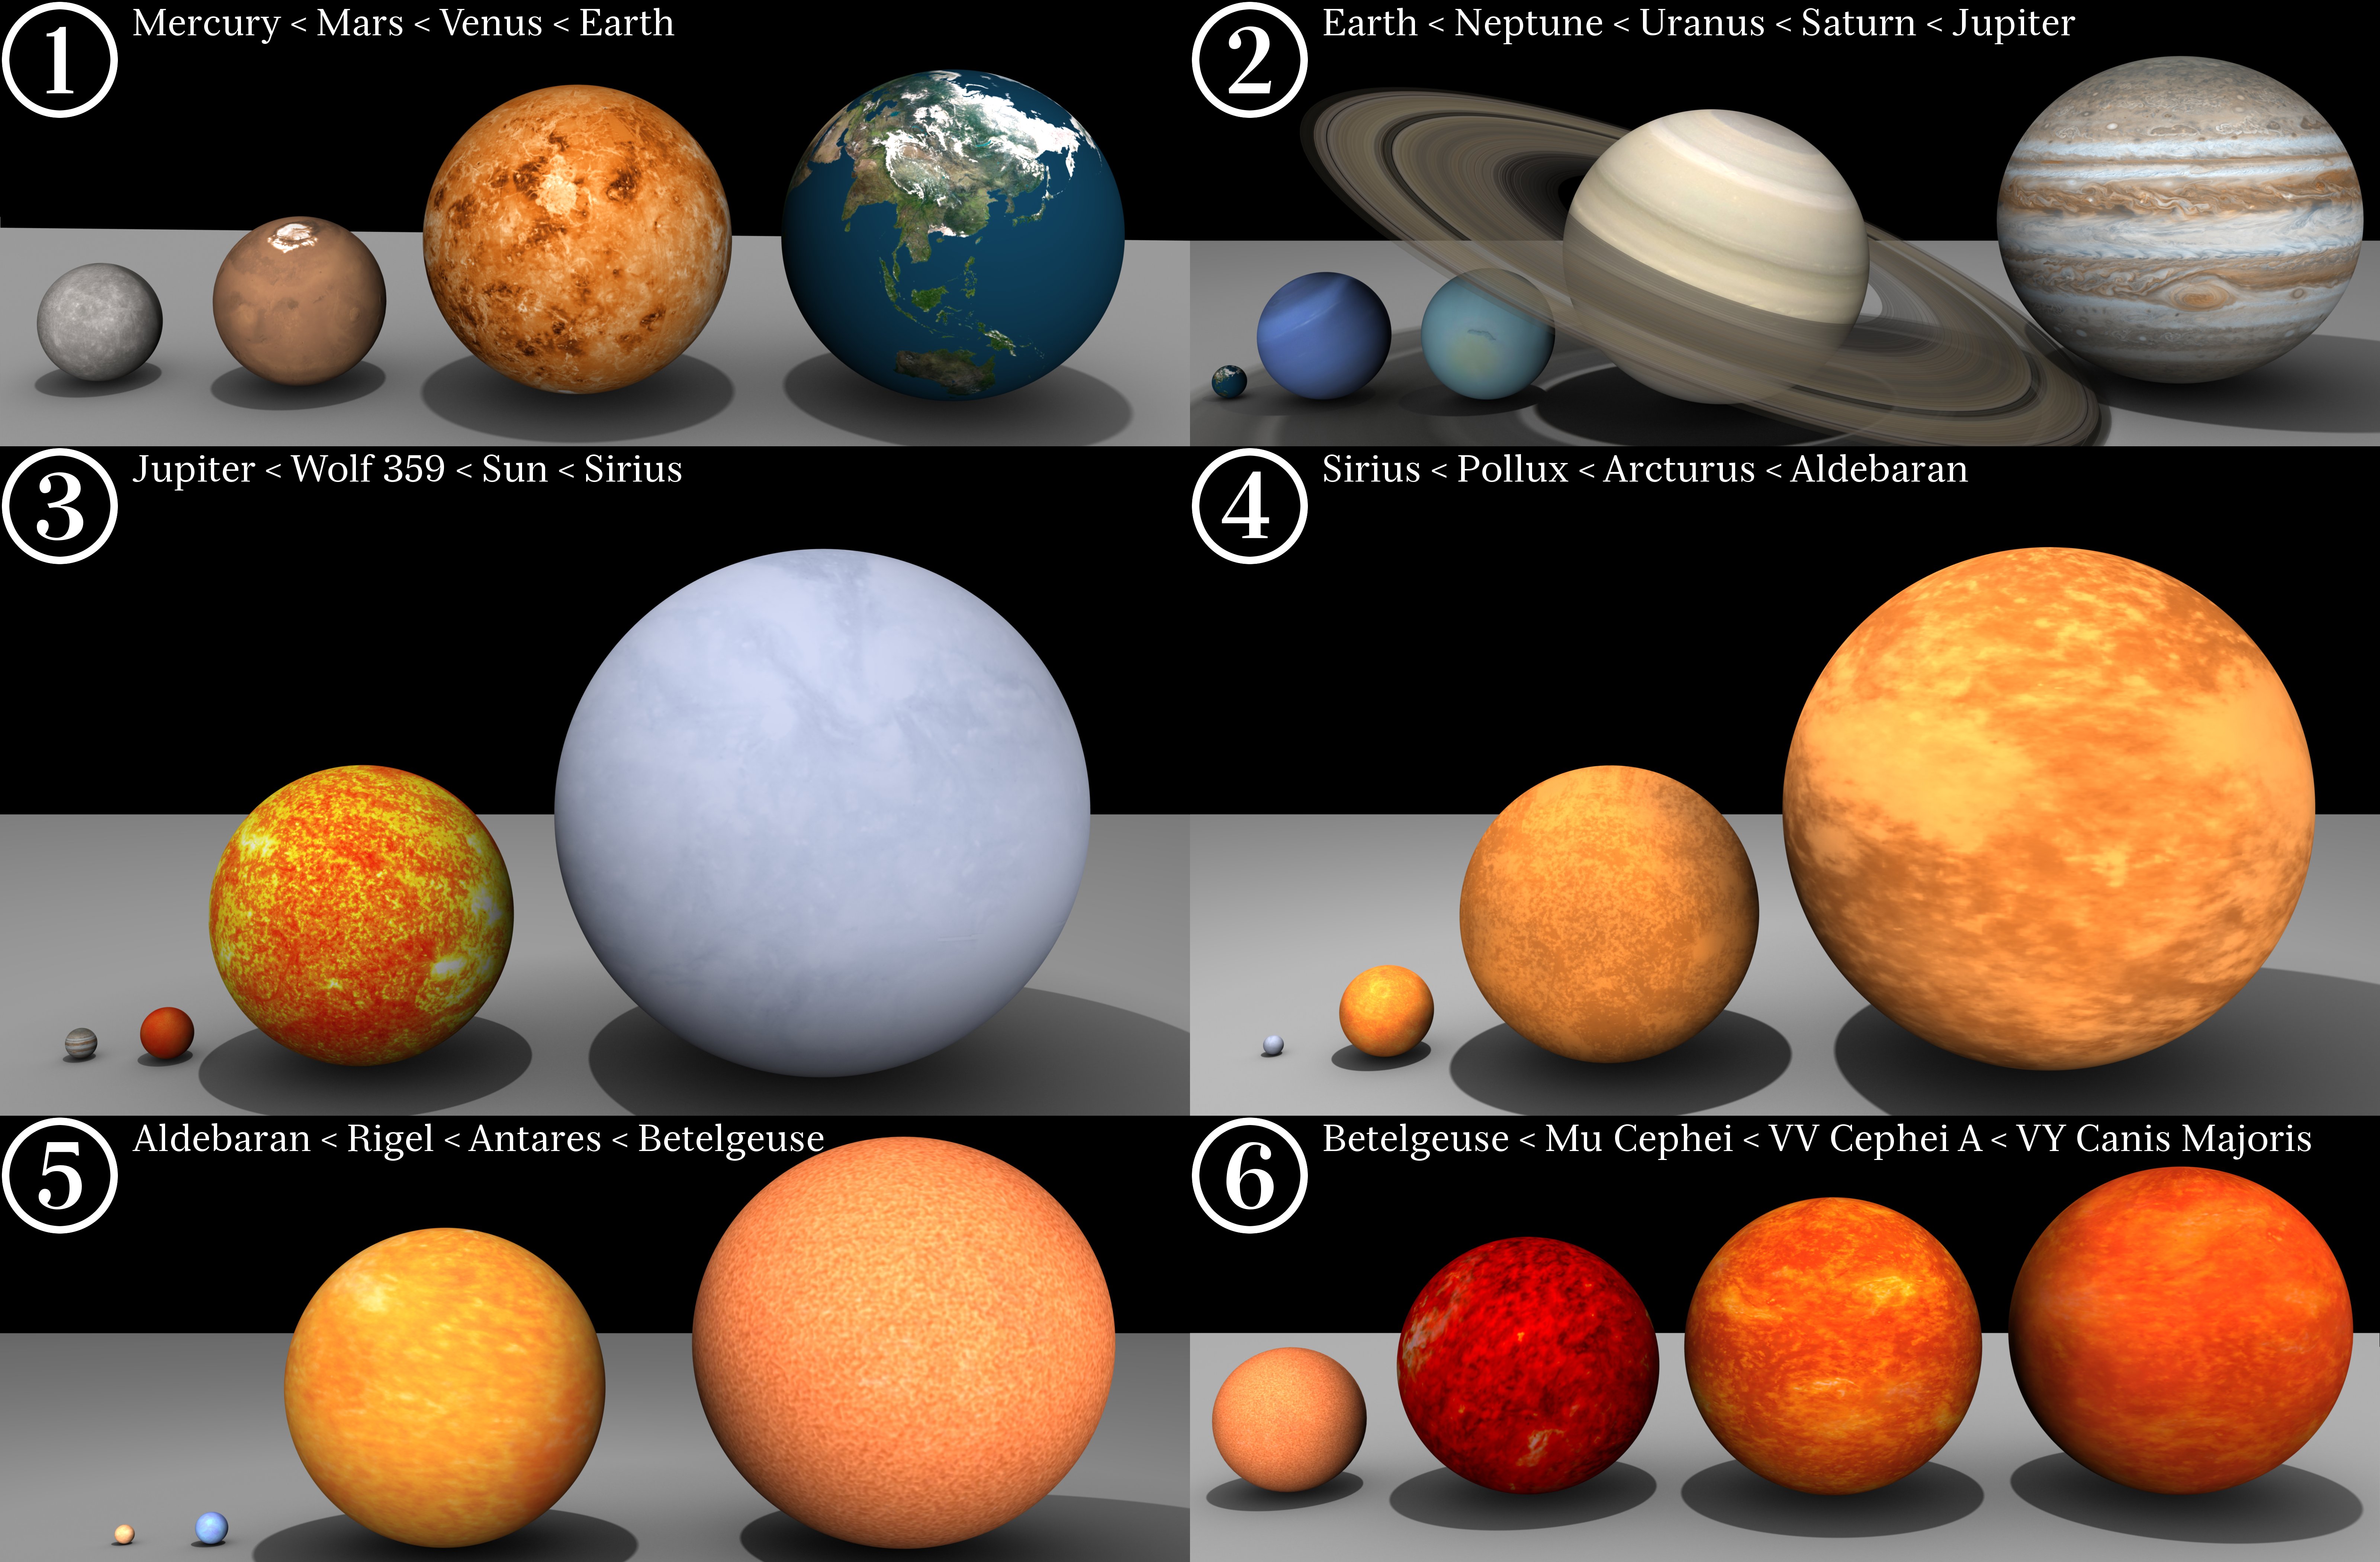 1
Mercury < Mars < Venus < Earth
2
Earth < Neptune < Uranus < Saturn < Jupiter
3
Jupiter < Wolf 359 < Sun < Sirius
4
Sirius < Pollux < Arcturus < Aldebaran
5
Aldebaran < Rigel < Antares < Betelgeuse
6
Betelgeuse < Mu Cephei < VV Cephei A < VY Canis Majoris